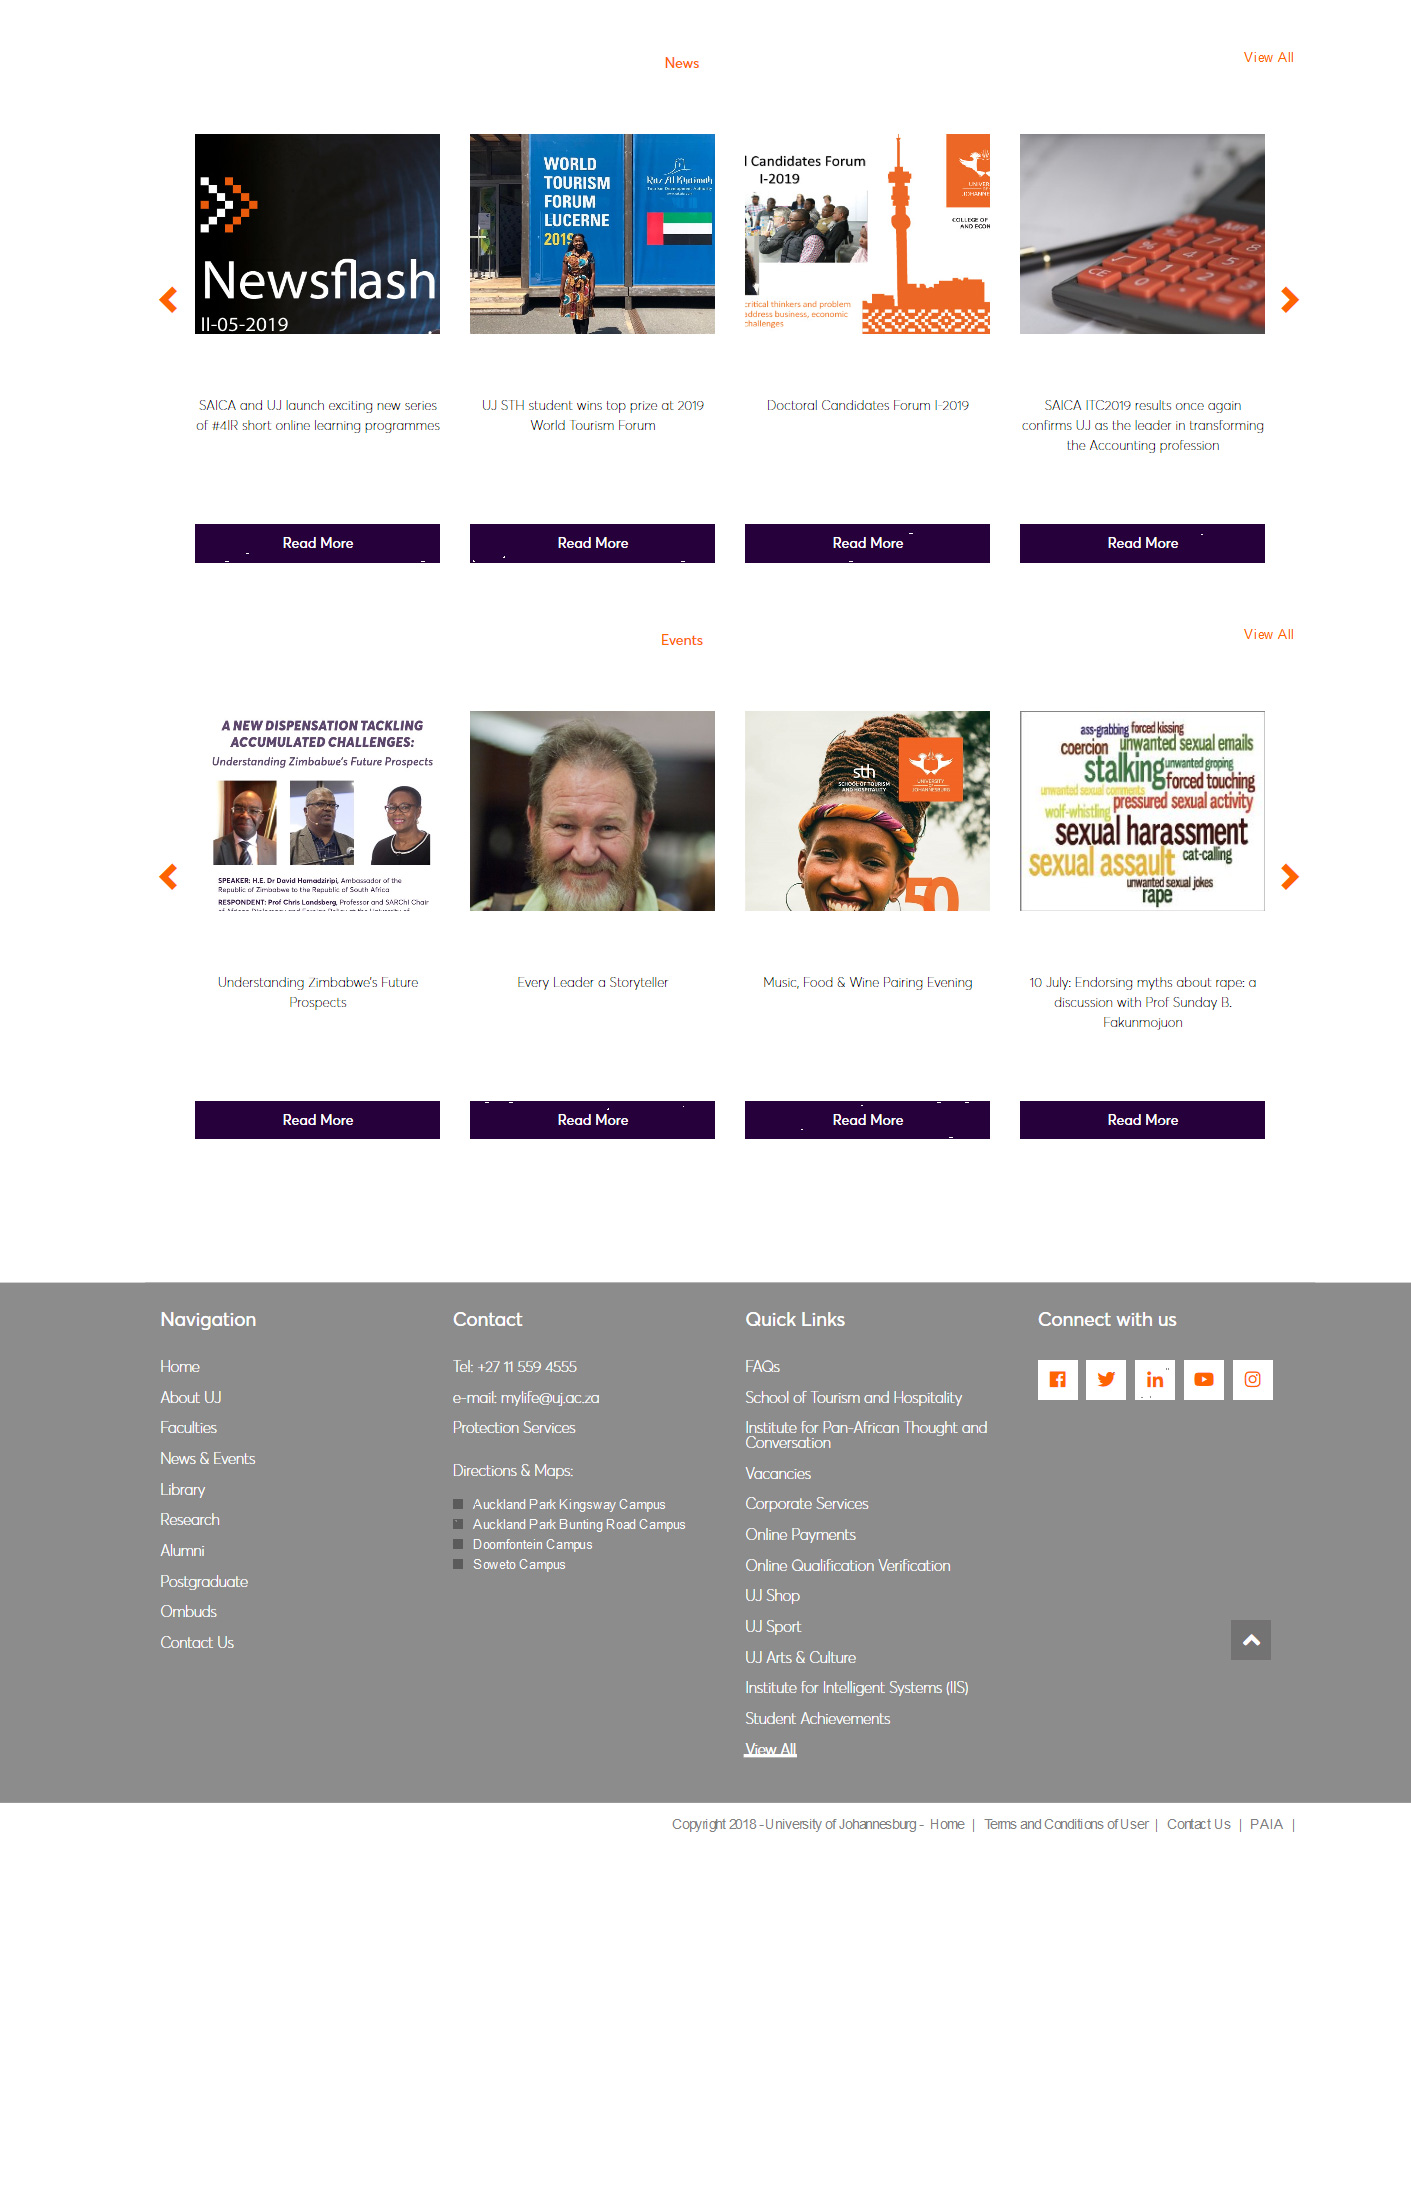 News
View All
WORLD
TOURISM
FORUM
LUCERNE
2019
Ras Al Khaimah
l Candidates Forum
I-2019
UNIVER
JOHANNE
COLLEGE OF
AND ECON
Newsflash
II-05-2019
critical thinkers and problem
address business, economic
challenges
SAICA and UJ launch exciting new series
of #4IR short online learning programmes
UJ STH student wins top prize at 2019
World Tourism Forum
Doctoral Candidates Forum I-2019
SAICA ITC2019 results once again
confirms UJ as the leader in transforming
the Accounting profession
Read More
Read More
Read More
Read More
Events
View All
A NEW DISPENSATION TACKLING
ACCUMULATED CHALLENGES:
Understanding Zimbabwe's Future Prospects
SPEAKER: H.E. Dr David Hamadziripi, Ambassador of the
Republic of Zimbabwe to the Republic of South Africa
RESPONDENT: Prof Chris Landsberg, Professor and SARChI Chair
sth
SCHOOL OF TOURISM
AND HOSPITALITY
UNIVERSITY
OF
JOHANNESBURG
50
ass-grabbing forced kissing
coercion unwanted sexual emails
stalking unwanted groping
unwanted sexual comments forced touching
wolf-whistling pressured sexual activity
sexual harassment
sexual assault cat-calling
unwanted sexual jokes
rape
Understanding Zimbabwe's Future
Prospects
Every Leader a Storyteller
Music, Food & Wine Pairing Evening
10 July: Endorsing myths about rape: a
discussion with Prof Sunday B.
Fakunmojuon
Read More
Read More
Read More
Read More
Navigation
Home
About UJ
Faculties
News & Events
Library
Research
Alumni
Postgraduate
Ombuds
Contact Us
Contact
Tel: +27 11 559 4555
e-mail: mylife@uj.ac.za
Protection Services
Directions & Maps:
Auckland Park Kingsway Campus
Auckland Park Bunting Road Campus
Doornfontein Campus
Soweto Campus
Quick Links
FAQs
School of Tourism and Hospitality
Institute for Pan-African Thought and
Conversation
Vacancies
Corporate Services
Online Payments
Online Qualification Verification
UJ Shop
UJ Sport
UJ Arts & Culture
Institute for Intelligent Systems (IIS)
Student Achievements
View All
Connect with us
Copyright 2018 - University of Johannesburg - Home | Terms and Conditions of User | Contact Us | PAIA |